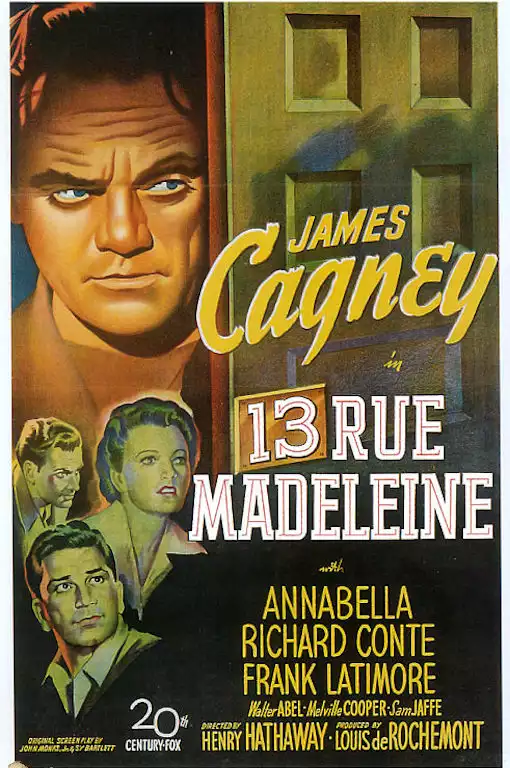 JAMES
Cagney
in
13 RUE
MADELEINE
with
ANNABELLA
RICHARD CONTE
FRANK LATIMORE
Walter ABEL · Melville COOPER · Sam JAFFE
DIRECTED BY HENRY HATHAWAY · PRODUCED BY LOUIS de ROCHEMONT
20th
CENTURY-FOX
ORIGINAL SCREEN PLAY BY
JOHN MONKS, Jr. & SY BARTLETT